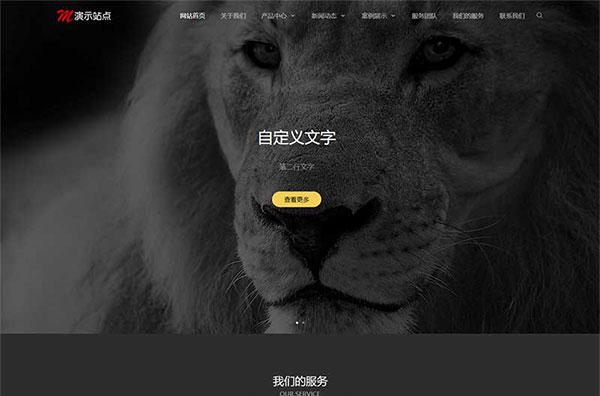 M 演示站点 网站首页 关于我们 产品中心 新闻动态 案例展示 服务团队 我们的服务 联系我们
自定义文字
第二行文字
查看更多
我们的服务
OUR SERVICE